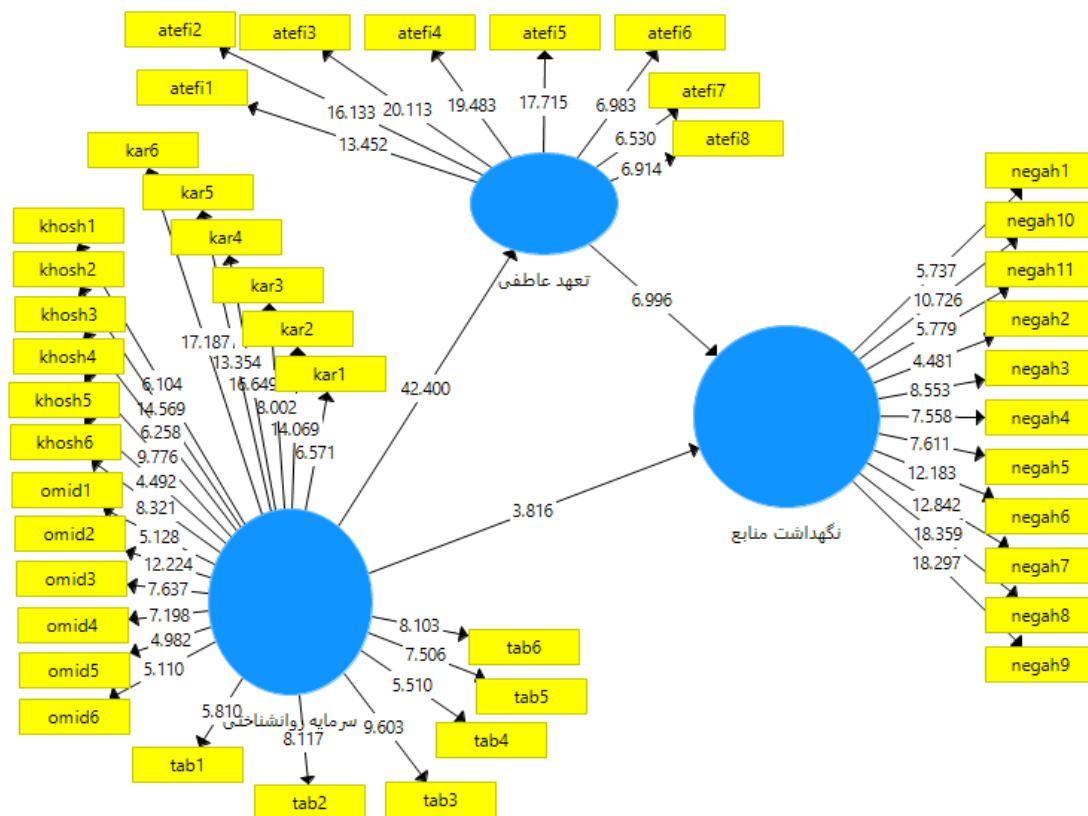 atefi2
atefi3
atefi4
atefi5
atefi6
atefi1
atefi7
atefi8
16.133
20.113
19.483
17.715
6.983
6.530
6.914
13.452
kar6
kar5
kar4
kar3
kar2
kar1
khosh1
khosh2
khosh3
khosh4
khosh5
khosh6
omid1
omid2
omid3
omid4
omid5
omid6
17.187
13.354
16.649
8.002
14.069
6.571
6.104
14.569
6.258
9.776
4.492
8.321
5.128
12.224
7.637
7.198
4.982
5.110
تعهد عاطفی
42.400
6.996
3.816
نگهداشت منابع
سرمایه روانشناختی
negah1
negah10
negah11
negah2
negah3
negah4
negah5
negah6
negah7
negah8
negah9
5.737
10.726
5.779
4.481
8.553
7.558
7.611
12.183
12.842
18.359
18.297
8.103
7.506
5.510
9.603
8.117
5.810
tab6
tab5
tab4
tab3
tab2
tab1